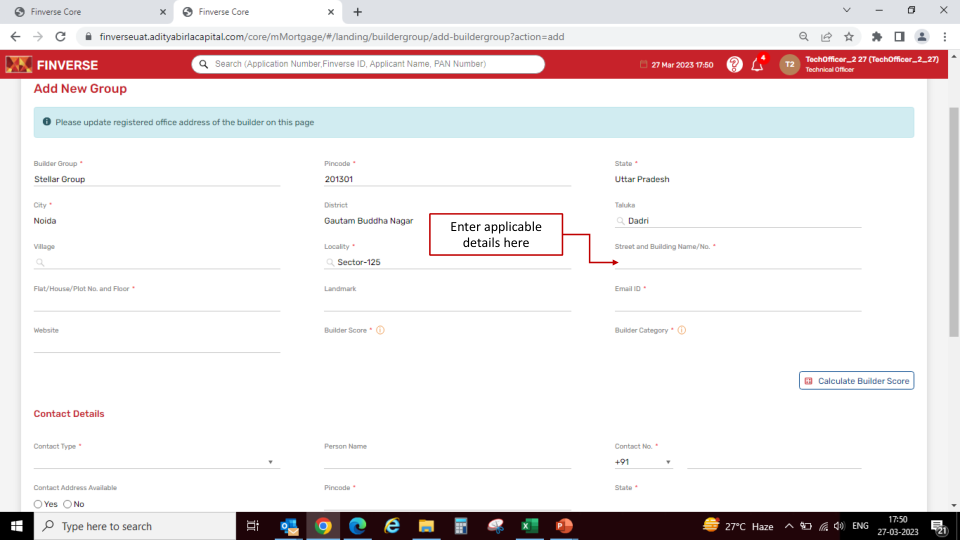 Finverse Core
Finverse Core
finverseuat.adityabirlacapital.com/core/mMortgage/#/landing/buildergroup/add-buildergroup?action=add
FINVERSE
Search (Application Number,Finverse ID, Applicant Name, PAN Number)
27 Mar 2023 17:50
?
4
T2
TechOfficer_2 27 (TechOfficer_2_27)
Technical Officer
Add New Group
Please update registered office address of the builder on this page
Builder Group *
Pincode *
State *
Stellar Group
201301
Uttar Pradesh
City *
District
Taluka
Noida
Gautam Buddha Nagar
Dadri
Enter applicable
details here
Village
Locality *
Street and Building Name/No. *
Sector-125
Flat/House/Plot No. and Floor *
Landmark
Email ID *
Website
Builder Score *
Builder Category *
Calculate Builder Score
Contact Details
Contact Type *
Person Name
Contact No. *
+91
Contact Address Available
Pincode *
State *
Yes No
Type here to search
27°C Haze
ENG
17:50
27-03-2023
21